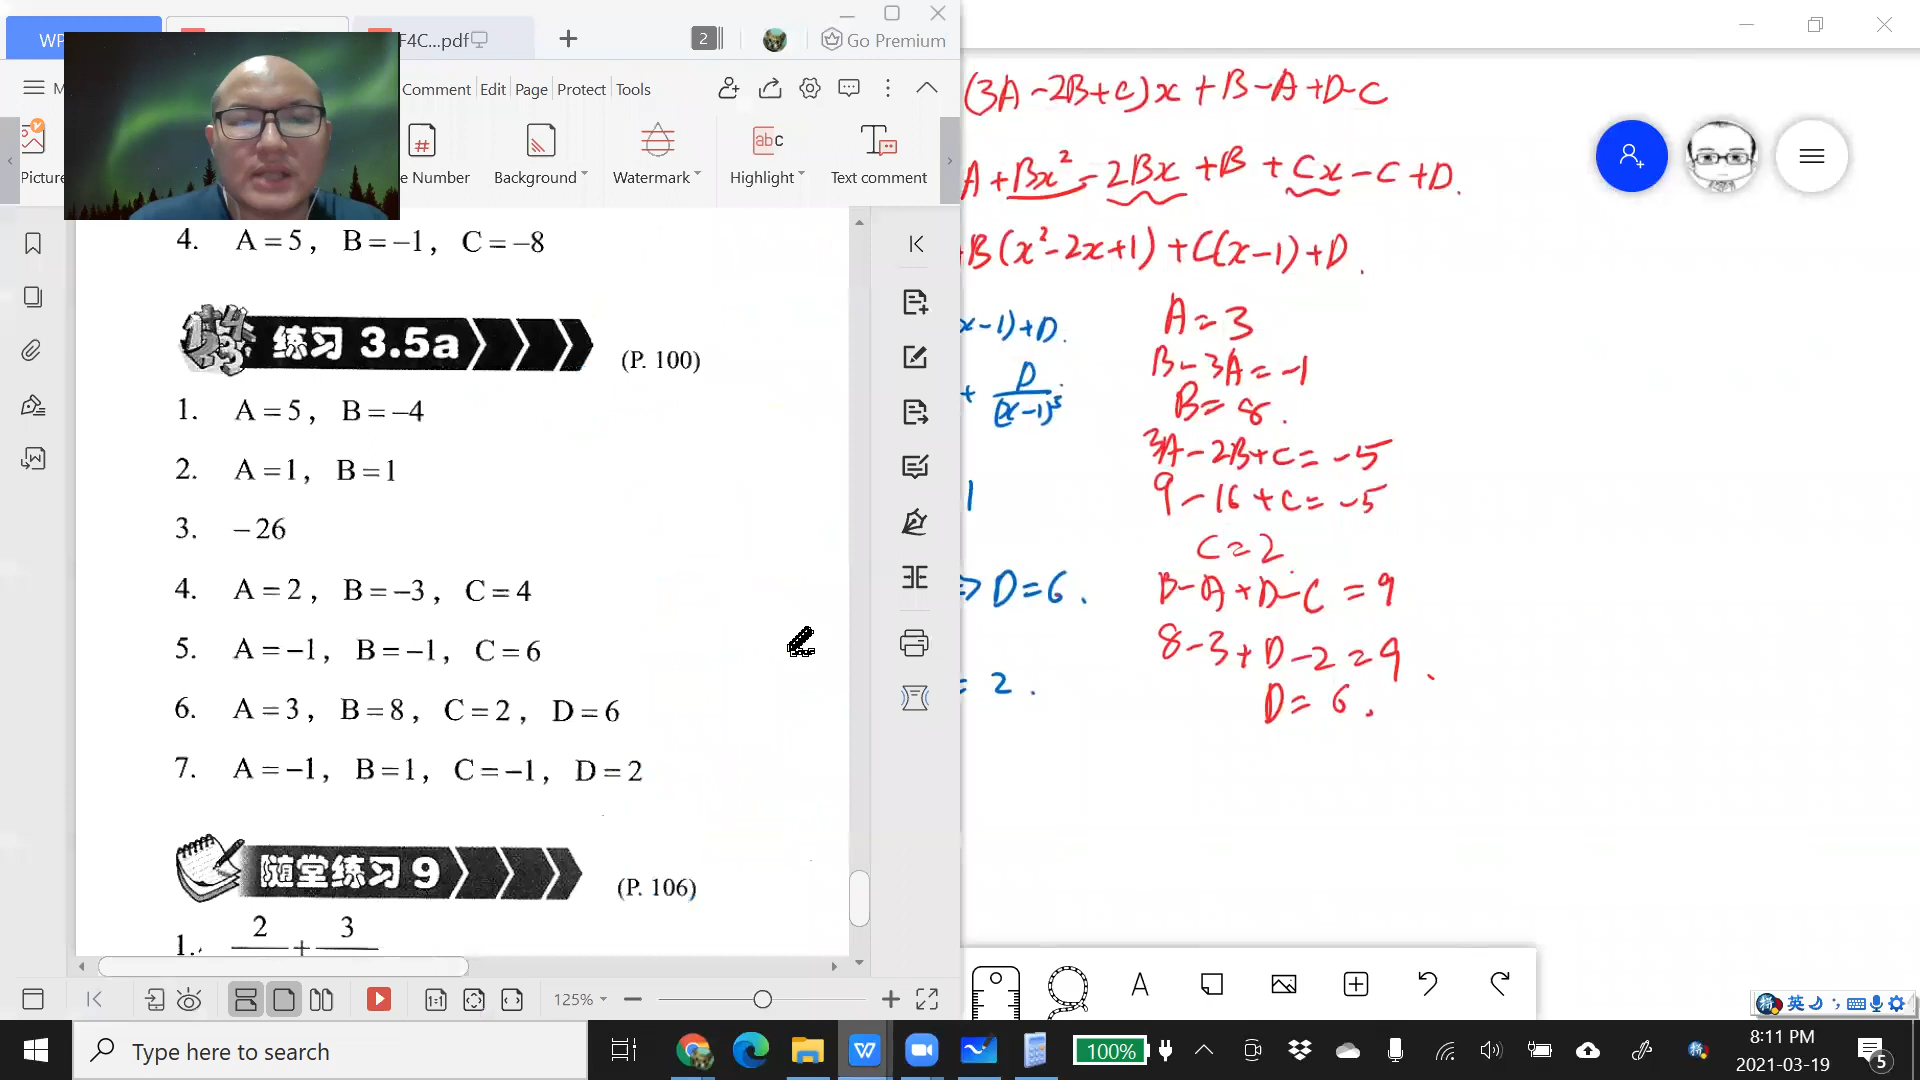 WP
F4C...pdf
2
Go Premium
M
Comment Edit Page Protect Tools
Picture
e Number
Background
Watermark
Highlight
Text comment
4. A = 5, B = –1, C = –8
练习 3.5a (P. 100)
1. A = 5, B = –4
2. A = 1, B = 1
3. – 26
4. A = 2, B = –3, C = 4
5. A = –1, B = –1, C = 6
6. A = 3, B = 8, C = 2, D = 6
7. A = –1, B = 1, C = –1, D = 2
随堂练习 9 (P. 106)
1. 2 + 3
125%
(3A – 2B + C)x + B – A + D – C
A + Bx² – 2Bx + B + Cx – C + D.
B(x² – 2x + 1) + C(x – 1) + D.
x – 1) + D.
+ D/(x – 1)³
1
=> D = 6.
= 2.
A = 3
B – 3A = –1
B = 8.
3A – 2B + C = –5
9 – 16 + C = –5
C = 2.
B – A + D – C = 9
8 – 3 + D – 2 = 9.
D = 6.
英
Type here to search
100%
8:11 PM
2021-03-19
5